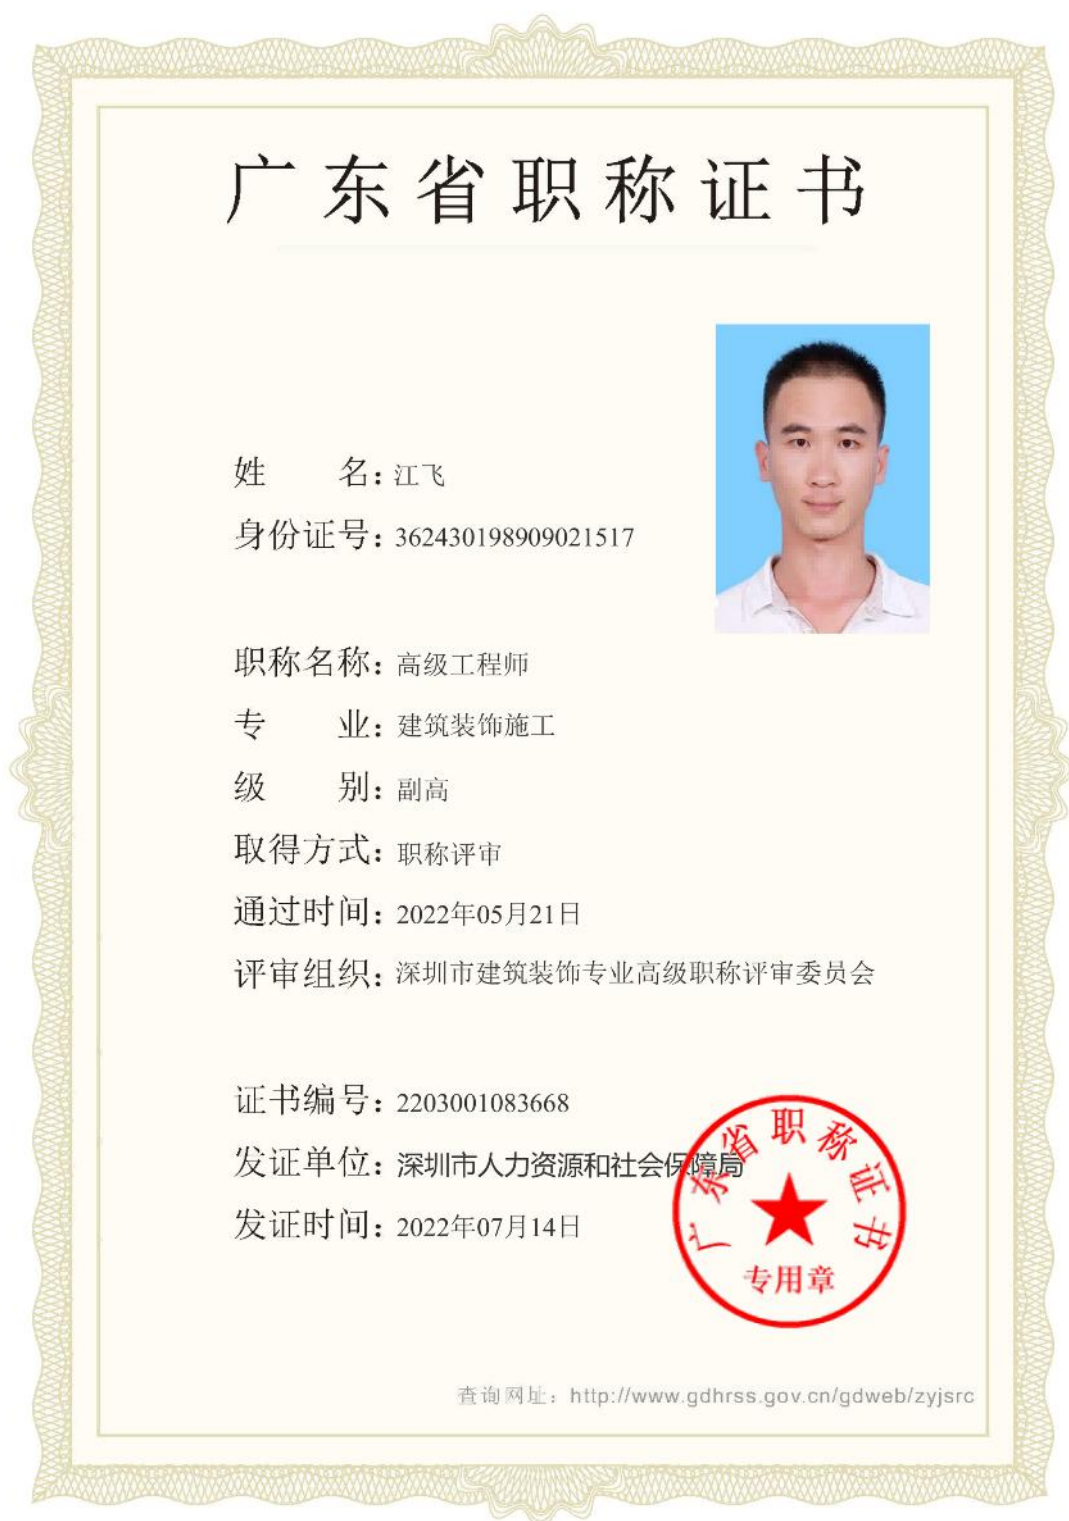 广东省职称证书
姓 名：江飞
身份证号：362430198909021517
职称名称：高级工程师
专 业：建筑装饰施工
级 别：副高
取得方式：职称评审
通过时间：2022年05月21日
评审组织：深圳市建筑装饰专业高级职称评审委员会
证书编号：2203001083668
发证单位：深圳市人力资源和社会保障局
发证时间：2022年07月14日
广东省职称证书
专用章
查询网址：http://www.gdhrss.gov.cn/gdweb/zyjsrc